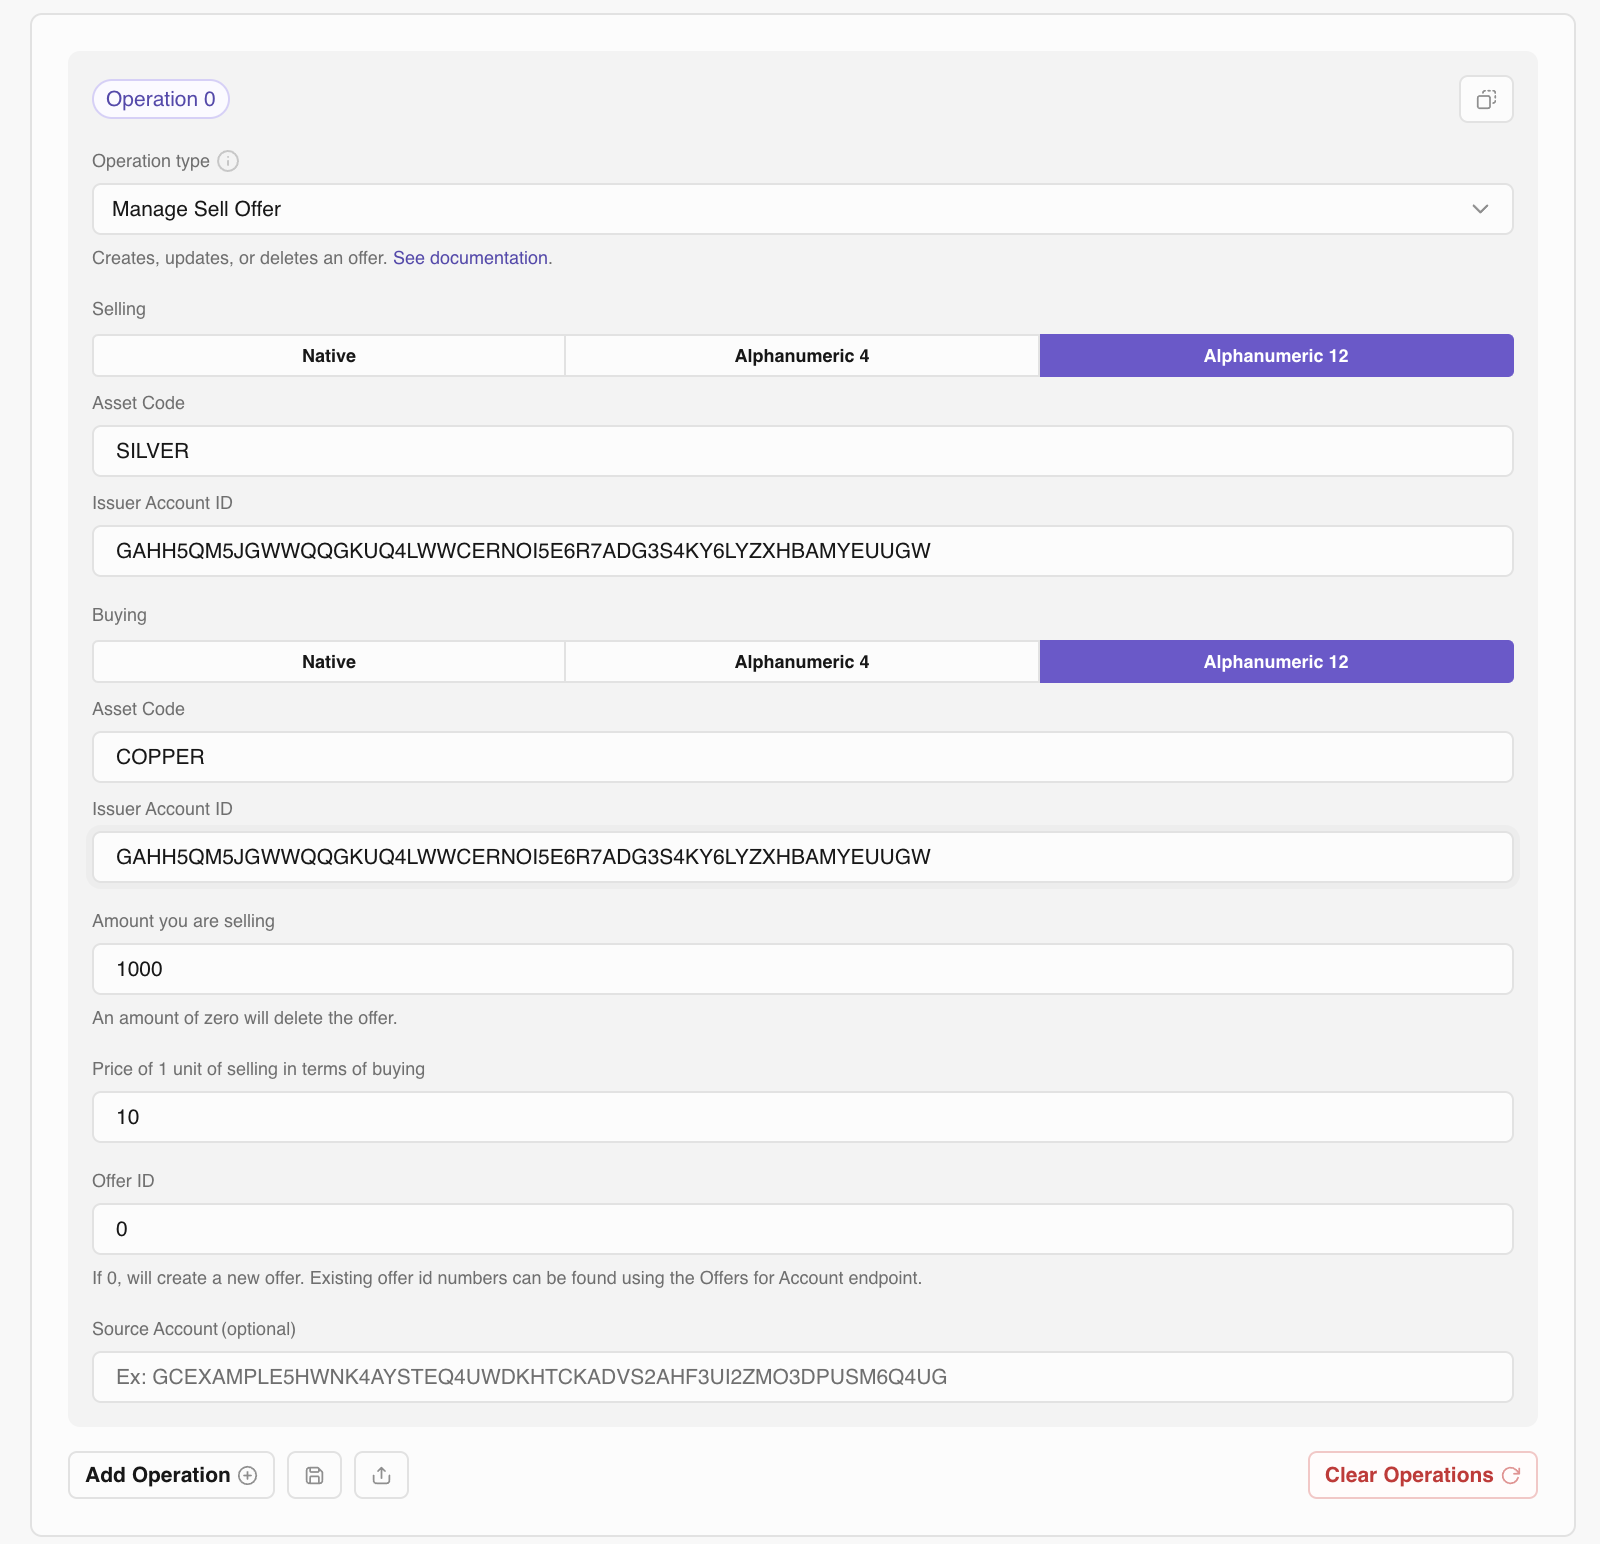 Operation 0
Operation type
Manage Sell Offer
Creates, updates, or deletes an offer. See documentation.
Selling
Native Alphanumeric 4 Alphanumeric 12
Asset Code
SILVER
Issuer Account ID
GAHH5QM5JGWWQQGKUQ4LWWCERNOI5E6R7ADG3S4KY6LYZXHBAMYEUUGW
Buying
Native Alphanumeric 4 Alphanumeric 12
Asset Code
COPPER
Issuer Account ID
GAHH5QM5JGWWQQGKUQ4LWWCERNOI5E6R7ADG3S4KY6LYZXHBAMYEUUGW
Amount you are selling
1000
An amount of zero will delete the offer.
Price of 1 unit of selling in terms of buying
10
Offer ID
0
If 0, will create a new offer. Existing offer id numbers can be found using the Offers for Account endpoint.
Source Account (optional)
Ex: GCEXAMPLE5HWNK4AYSTEQ4UWDKHTCKADVS2AHF3UI2ZMO3DPUSM6Q4UG
Add Operation Clear Operations